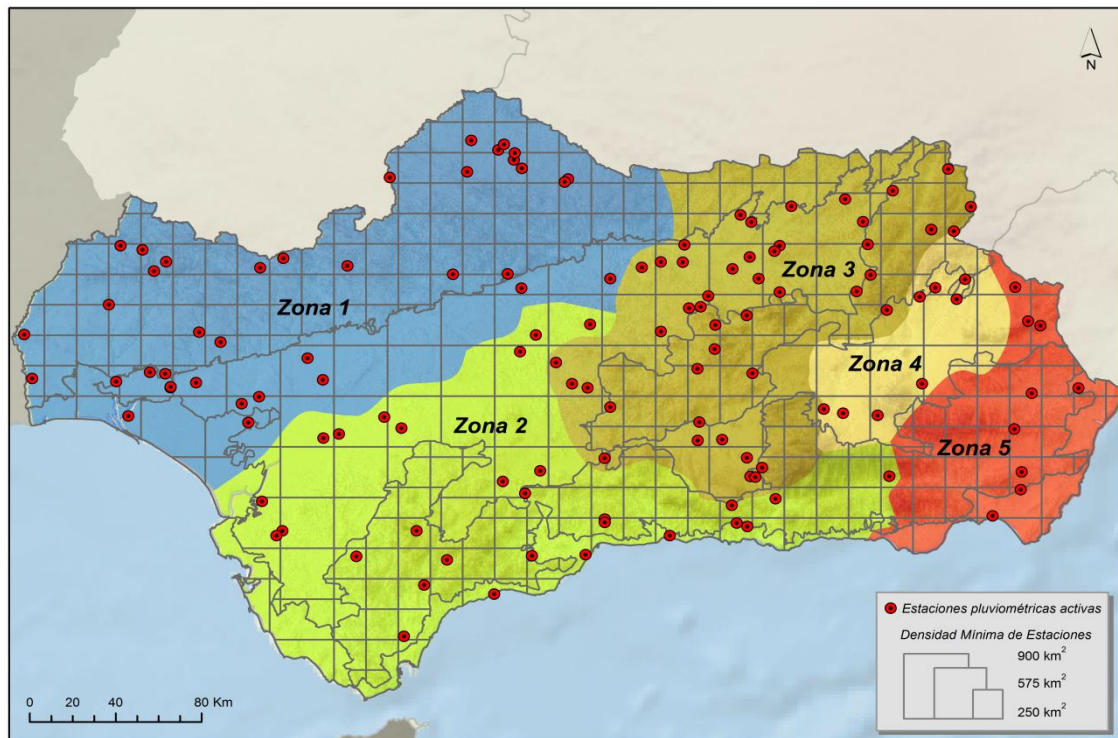 N
Zona 1
Zona 2
Zona 3
Zona 4
Zona 5
Estaciones pluviométricas activas
Densidad Mínima de Estaciones
900 km²
575 km²
250 km²
0 20 40 80 Km